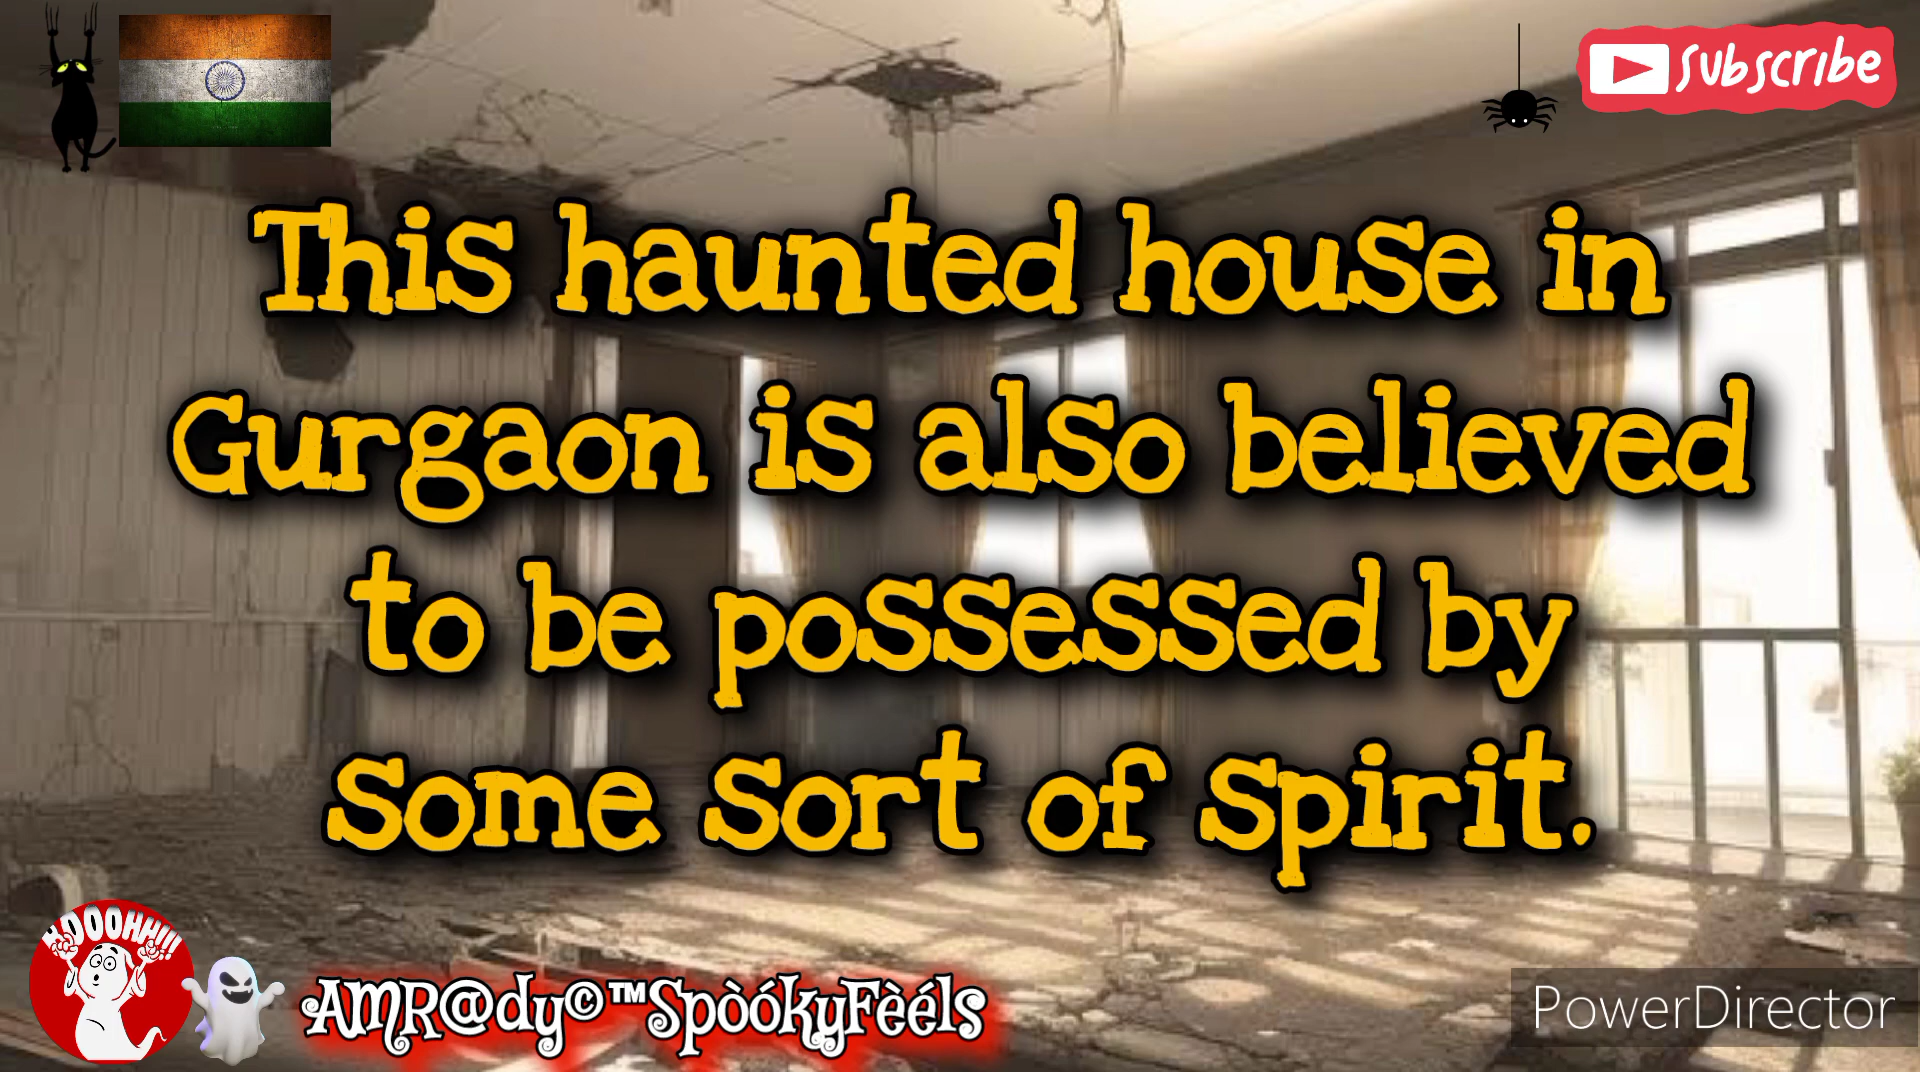 Subscribe
This haunted house in
Gurgaon is also believed
to be possessed by
some sort of spirit.
AMR@dy©™SpòókyFèéls
PowerDirector